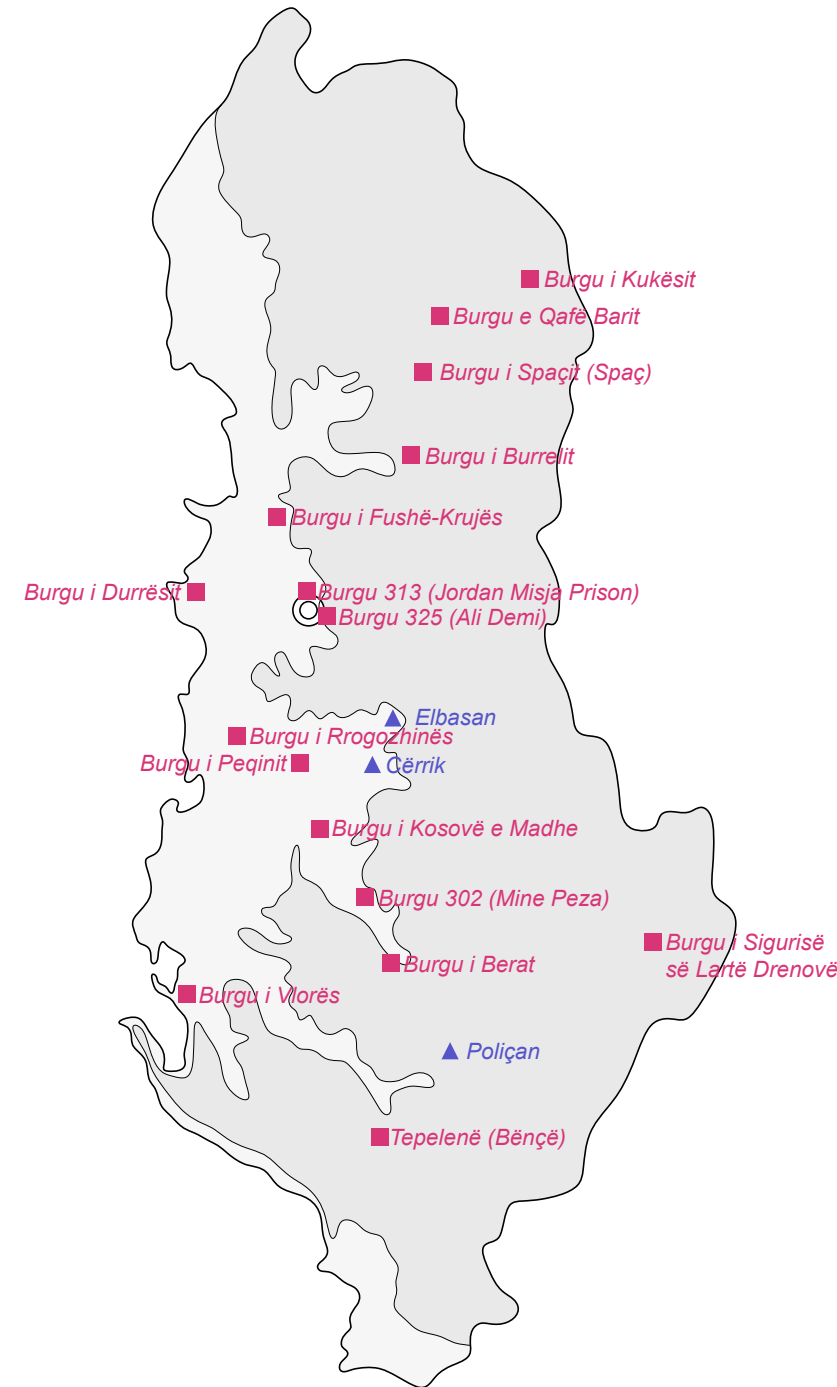 Burgu i Kukësit
Burgu e Qafë Barit
Burgu i Spaçit (Spaç)
Burgu i Burrelit
Burgu i Fushë-Krujës
Burgu i Durrësit
Burgu 313 (Jordan Misja Prison)
Burgu 325 (Ali Demi)
Elbasan
Burgu i Rrogozhinës
Burgu i Peqinit
Cërrik
Burgu i Kosovë e Madhe
Burgu 302 (Mine Peza)
Burgu i Sigurisë
së Lartë Drenovë
Burgu i Berat
Burgu i Vlorës
Poliçan
Tepelenë (Bënçë)